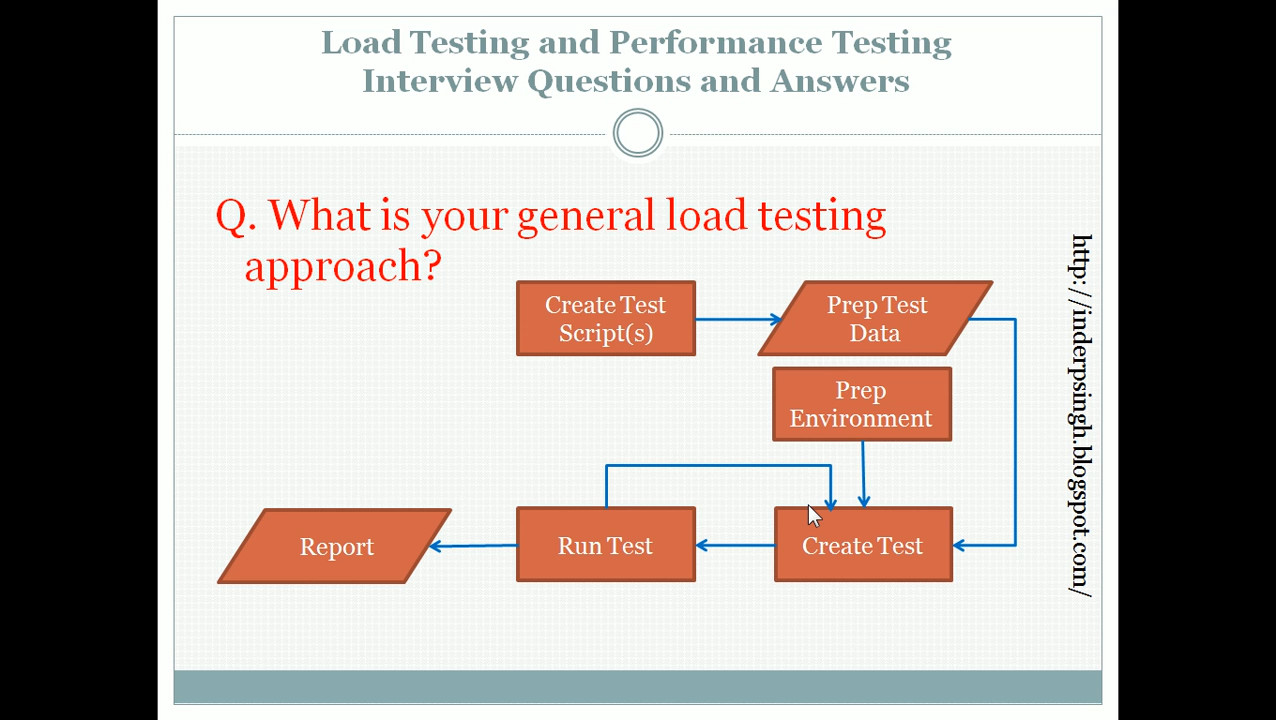 Load Testing and Performance Testing
Interview Questions and Answers
Q. What is your general load testing
approach?
Create Test
Script(s)
Prep Test
Data
Prep
Environment
Report
Run Test
Create Test
http://inderpsingh.blogspot.com/